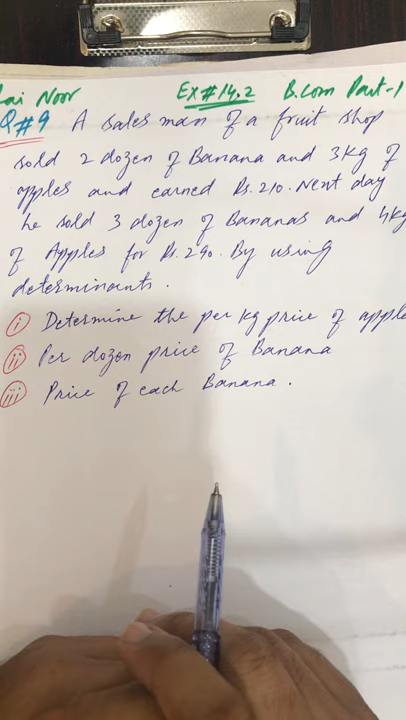 Noor Ex#14.2 B.Com Part-1
Q#9 A sales man of a fruit shop
sold 2 dozen of Banana and 3Kg of
apples and earned Rs.210. Next day
he sold 3 dozen of Bananas and 4Kg
of Apples for Rs.290. By using
determinants.
(i) Determine the per kg price of apple
(ii) Per dozen price of Banana
(iii) Price of each Banana.